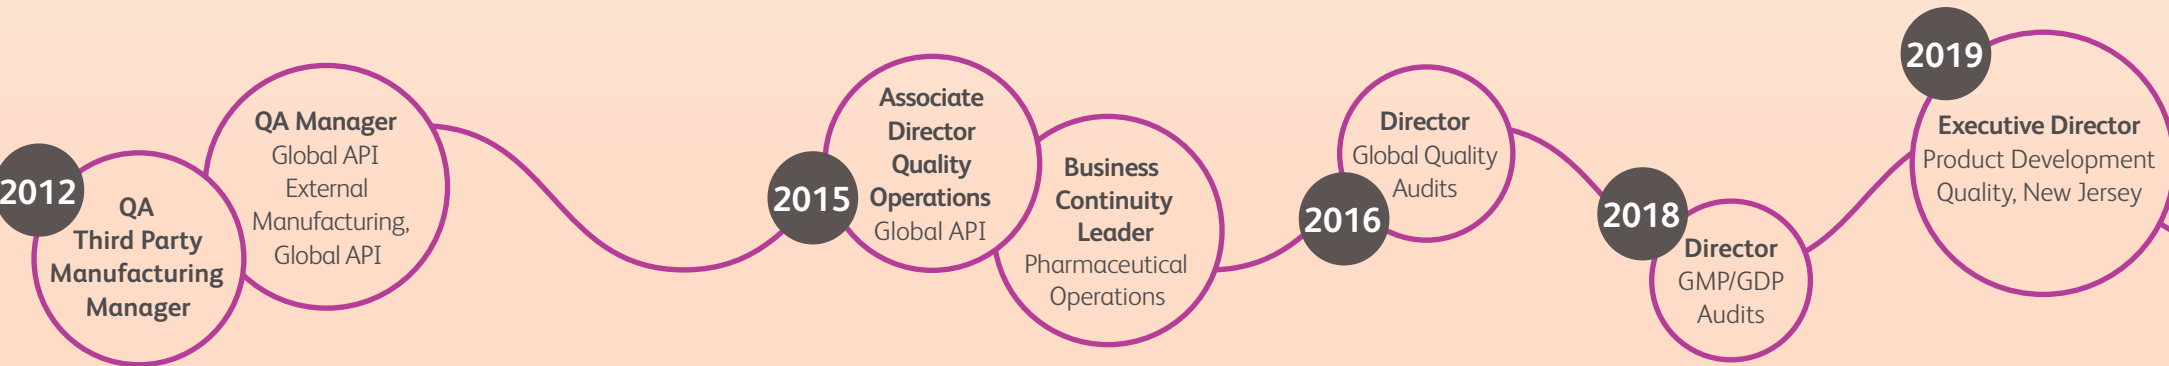 2012
QA
Third Party
Manufacturing
Manager
QA Manager
Global API
External
Manufacturing,
Global API
2015
Associate
Director
Quality
Operations
Global API
Business
Continuity
Leader
Pharmaceutical
Operations
2016
Director
Global Quality
Audits
2018
Director
GMP/GDP
Audits
2019
Executive Director
Product Development
Quality, New Jersey